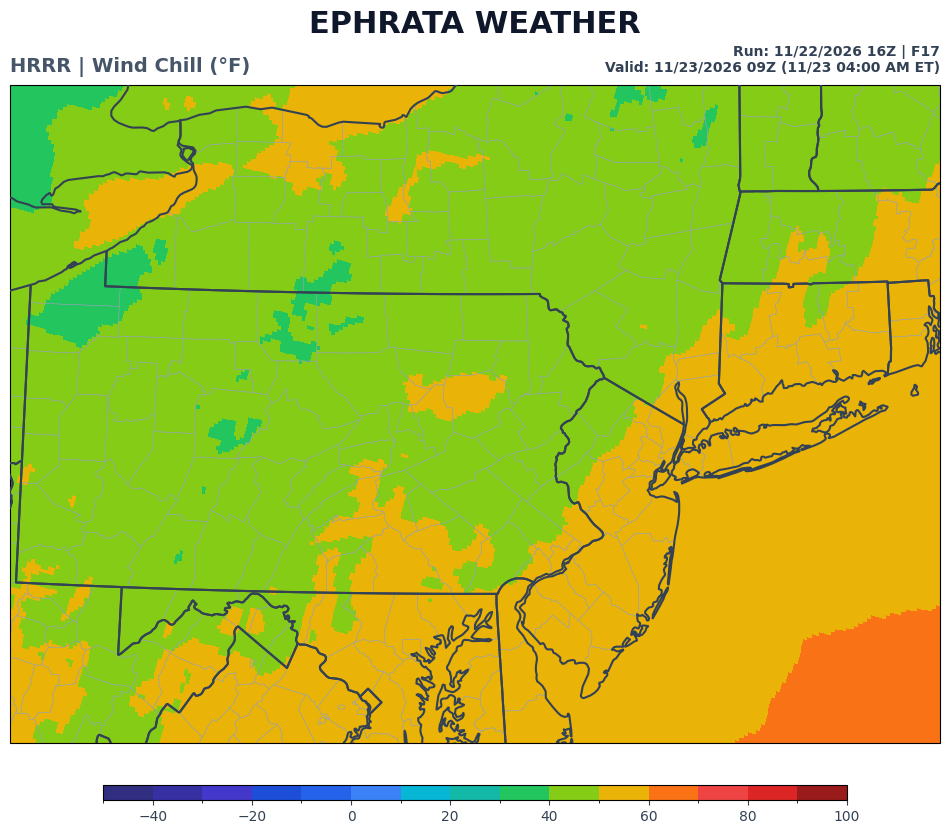 EPHRATA WEATHER
HRRR | Wind Chill (°F)
Run: 11/22/2026 16Z | F17
Valid: 11/23/2026 09Z (11/23 04:00 AM ET)
−40 −20 0 20 40 60 80 100